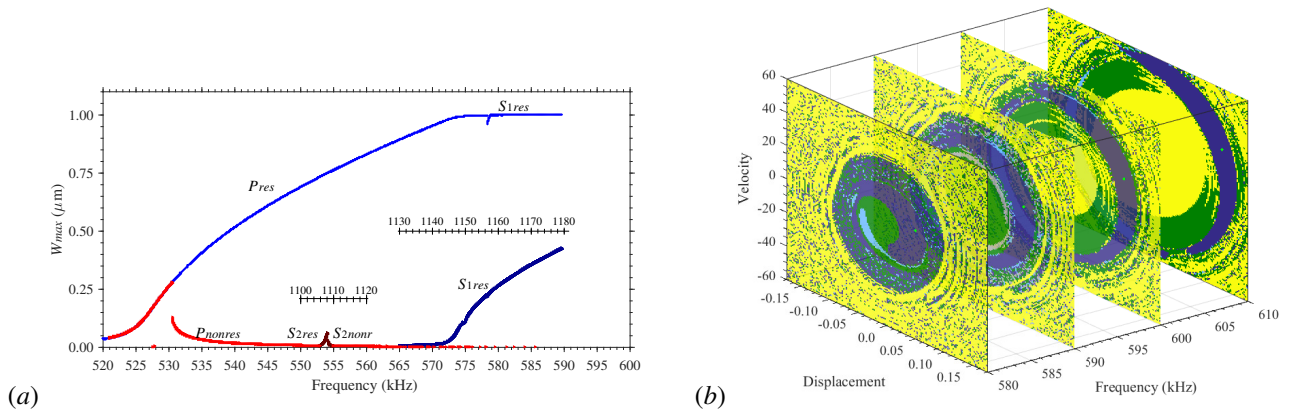 S1res
1.00
0.75
0.50
0.25
0.00
Wmax (μm)
Pres
1130 1140 1150 1160 1170 1180
S1res
1100 1110 1120
Pnonres
S2res
S2nonr
520 525 530 535 540 545 550 555 560 565 570 575 580 585 590 595 600
Frequency (kHz)
(a)
60
40
20
0
-20
-40
-60
Velocity
-0.15
-0.10
-0.05
0.0
0.05
0.10
0.15
Displacement
580
585
590
595
600
605
610
Frequency (kHz)
(b)